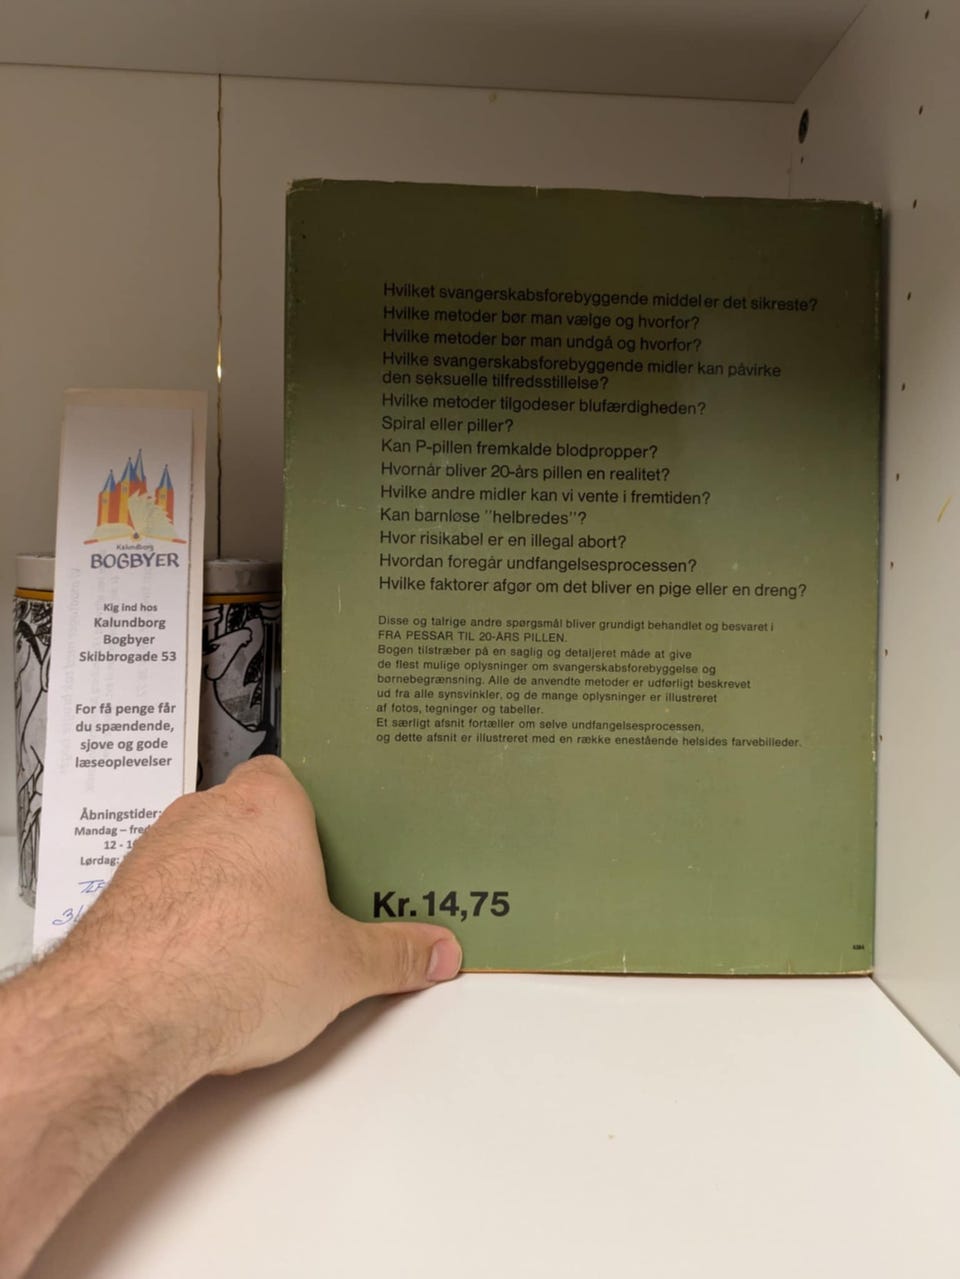 Hvilket svangerskabsforebyggende middel er det sikreste?
Hvilke metoder bør man vælge og hvorfor?
Hvilke metoder bør man undgå og hvorfor?
Hvilke svangerskabsforebyggende midler kan påvirke
den seksuelle tilfredsstillelse?
Hvilke metoder tilgodeser blufærdigheden?
Spiral eller piller?
Kan P-pillen fremkalde blodpropper?
Hvornår bliver 20-års pillen en realitet?
Hvilke andre midler kan vi vente i fremtiden?
Kan barnløse "helbredes"?
Hvor risikabel er en illegal abort?
Hvordan foregår undfangelsesprocessen?
Hvilke faktorer afgør om det bliver en pige eller en dreng?
Disse og talrige andre spørgsmål bliver grundigt behandlet og besvaret i
FRA PESSAR TIL 20-ÅRS PILLEN.
Bogen tilstræber på en saglig og detaljeret måde at give
de flest mulige oplysninger om svangerskabsforebyggelse og
børnebegrænsning. Alle de anvendte metoder er udførligt beskrevet
ud fra alle synsvinkler, og de mange oplysninger er illustreret
af fotos, tegninger og tabeller.
Et særligt afsnit fortæller om selve undfangelsesprocessen,
og dette afsnit er illustreret med en række enestående helsides farvebilleder.
Kr. 14,75
Kalundborg
BOGBYER
Kig ind hos
Kalundborg
Bogbyer
Skibbrogade 53
For få penge får
du spændende,
sjove og gode
læseoplevelser
Åbningstider:
Mandag – fred
12 - 1
Lørdag:
TLF